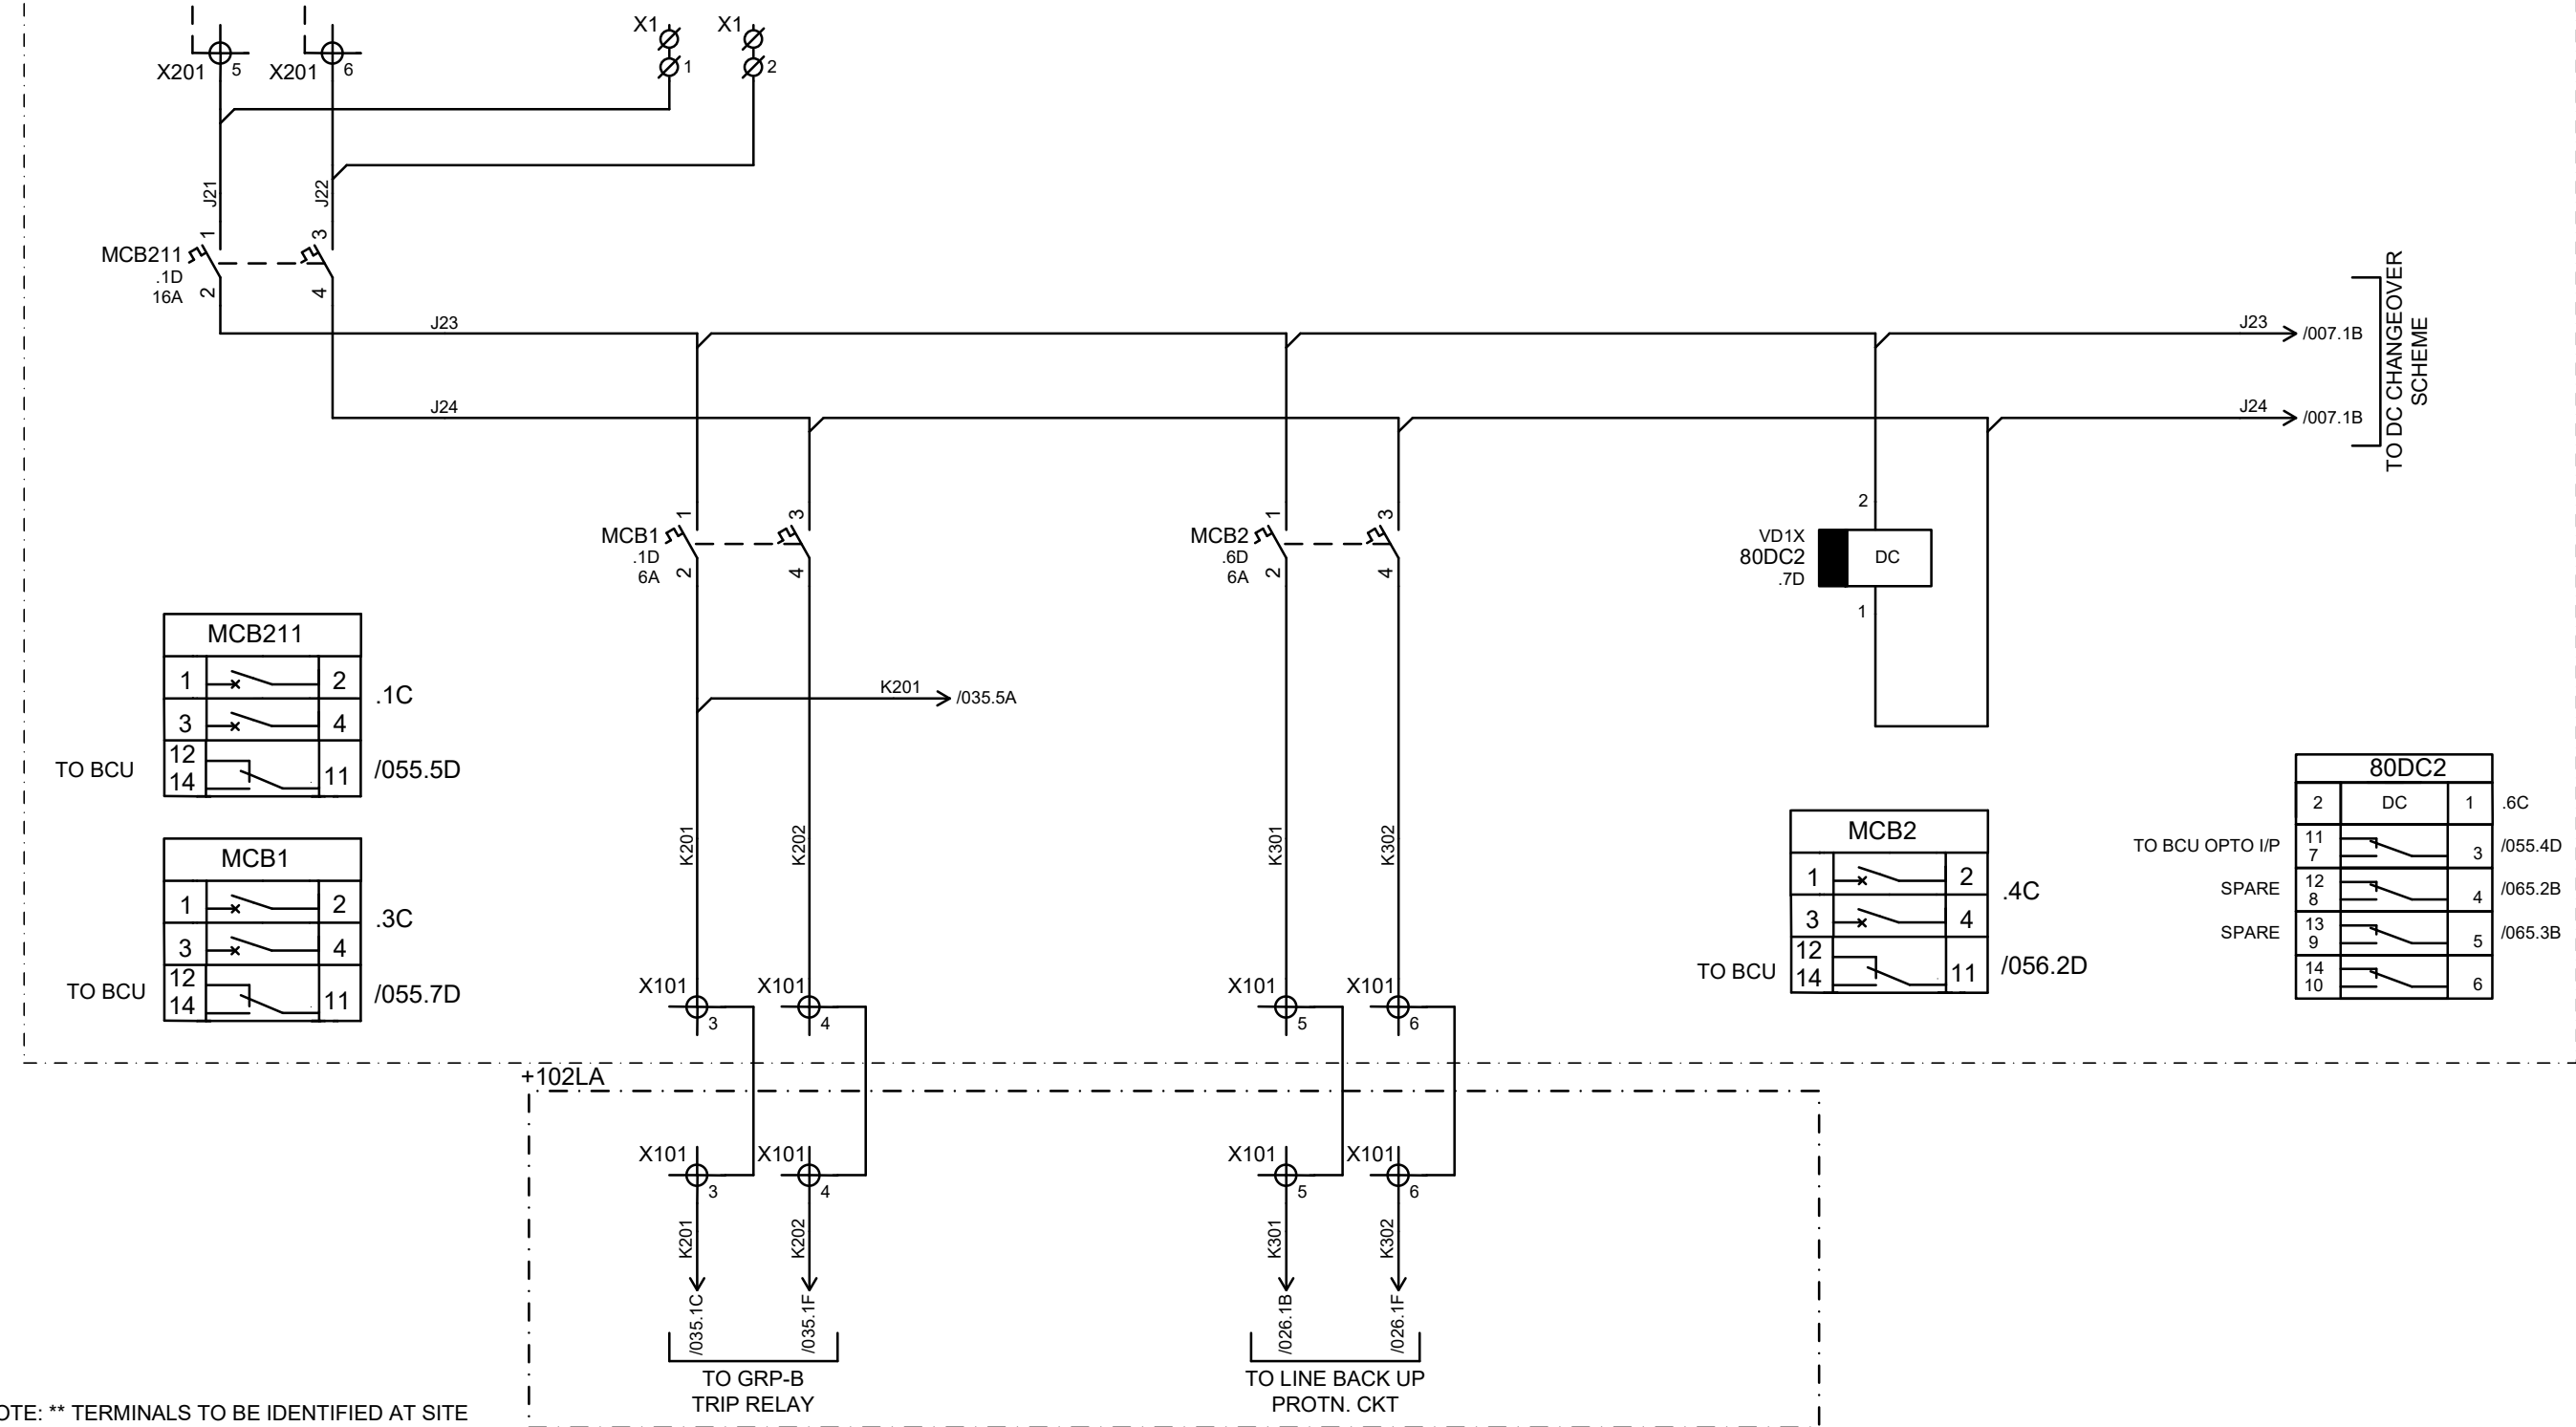 X1
X1
X201
5
X201
6
1
2
J21
J22
MCB211
.1D
16A
1
2
3
4
J23
J23
/007.1B
J24
J24
/007.1B
TO DC CHANGEOVER
SCHEME
MCB1
.1D
6A
1
2
3
4
MCB2
.6D
6A
1
2
3
4
VD1X
80DC2
.7D
2
DC
1
MCB211
1
2
.1C
3
4
TO BCU
12
14
11
/055.5D
K201
/035.5A
MCB1
1
2
.3C
3
4
TO BCU
12
14
11
/055.7D
K201
K202
K301
K302
MCB2
1
2
.4C
3
4
TO BCU
12
14
11
/056.2D
80DC2
2
DC
1
.6C
TO BCU OPTO I/P
11
7
3
/055.4D
SPARE
12
8
4
/065.2B
SPARE
13
9
5
/065.3B
14
10
6
X101
3
X101
4
X101
5
X101
6
+102LA
X101
3
X101
4
X101
5
X101
6
K201
K202
K301
K302
/035.1C
/035.1F
/026.1B
/026.1F
TO GRP-B
TRIP RELAY
TO LINE BACK UP
PROTN. CKT
OTE: ** TERMINALS TO BE IDENTIFIED AT SITE